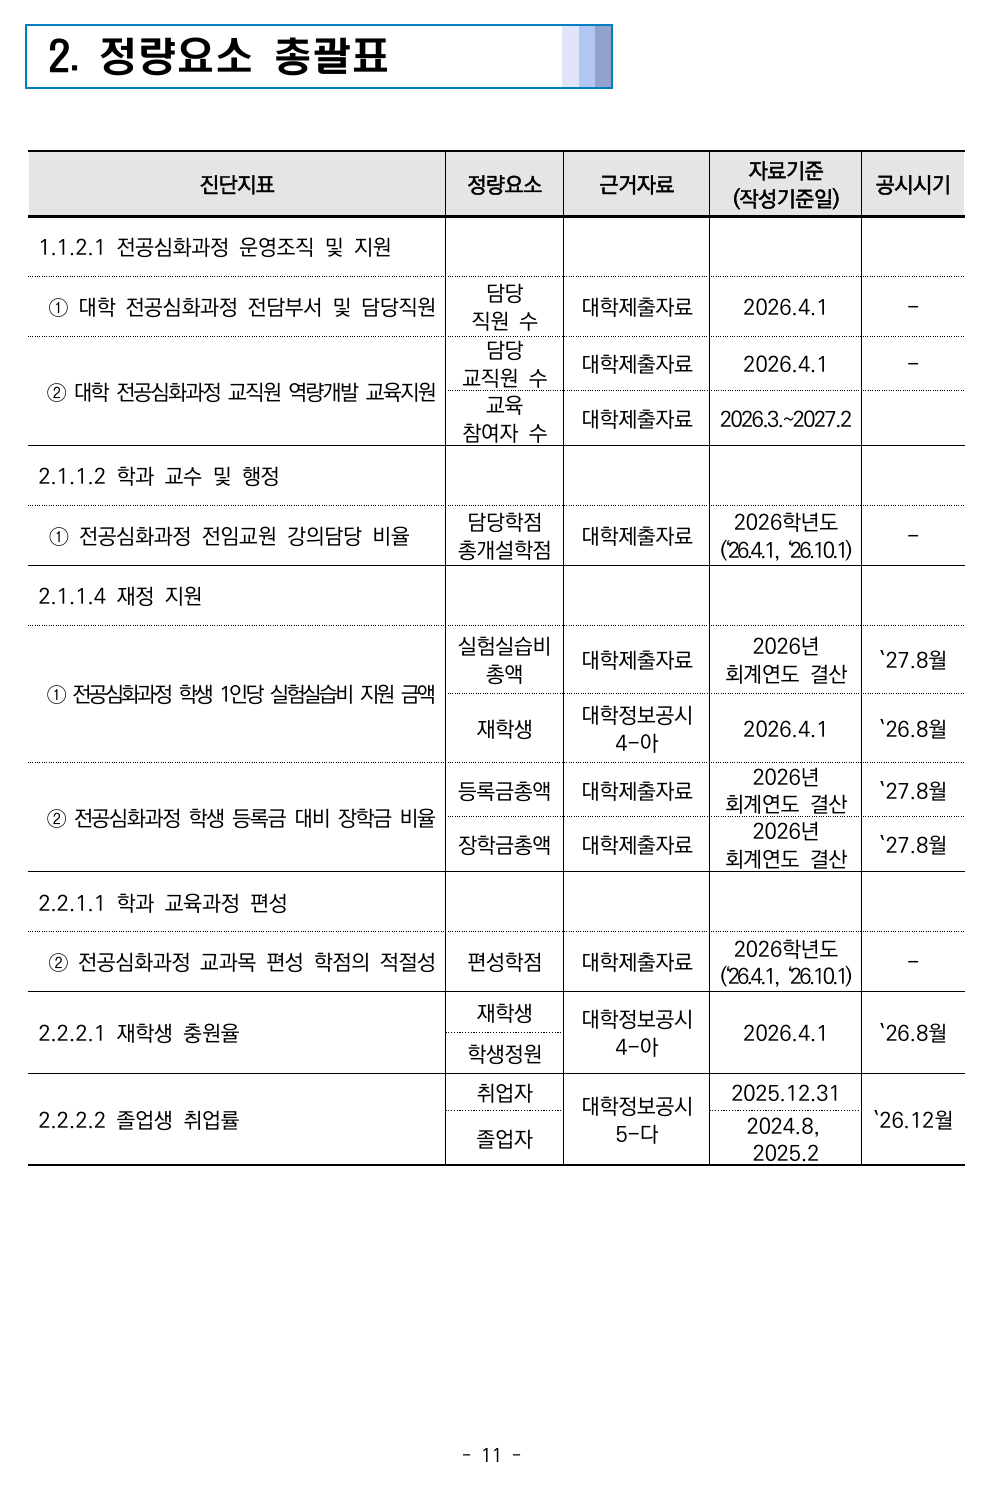 2. 정량요소 총괄표
진단지표 정량요소 근거자료 자료기준 (작성기준일) 공시시기
1.1.2.1 전공심화과정 운영조직 및 지원
① 대학 전공심화과정 전담부서 및 담당직원 담당 직원 수 대학제출자료 2026.4.1 -
② 대학 전공심화과정 교직원 역량개발 교육지원 담당 교직원 수 대학제출자료 2026.4.1 -
교육 참여자 수 대학제출자료 2026.3.~2027.2
2.1.1.2 학과 교수 및 행정
① 전공심화과정 전임교원 강의담당 비율 담당학점 총개설학점 대학제출자료 2026학년도 (‘26.4.1, ‘26.10.1) -
2.1.1.4 재정 지원
① 전공심화과정 학생 1인당 실험실습비 지원 금액 실험실습비 총액 대학제출자료 2026년 회계연도 결산 ‘27.8월
재학생 대학정보공시 4-아 2026.4.1 ‘26.8월
② 전공심화과정 학생 등록금 대비 장학금 비율 등록금총액 대학제출자료 2026년 회계연도 결산 ‘27.8월
장학금총액 대학제출자료 2026년 회계연도 결산 ‘27.8월
2.2.1.1 학과 교육과정 편성
② 전공심화과정 교과목 편성 학점의 적절성 편성학점 대학제출자료 2026학년도 (‘26.4.1, ‘26.10.1) -
2.2.2.1 재학생 충원율 재학생 학생정원 대학정보공시 4-아 2026.4.1 ‘26.8월
2.2.2.2 졸업생 취업률 취업자 졸업자 대학정보공시 5-다 2025.12.31 2024.8, 2025.2 ‘26.12월
- 11 -